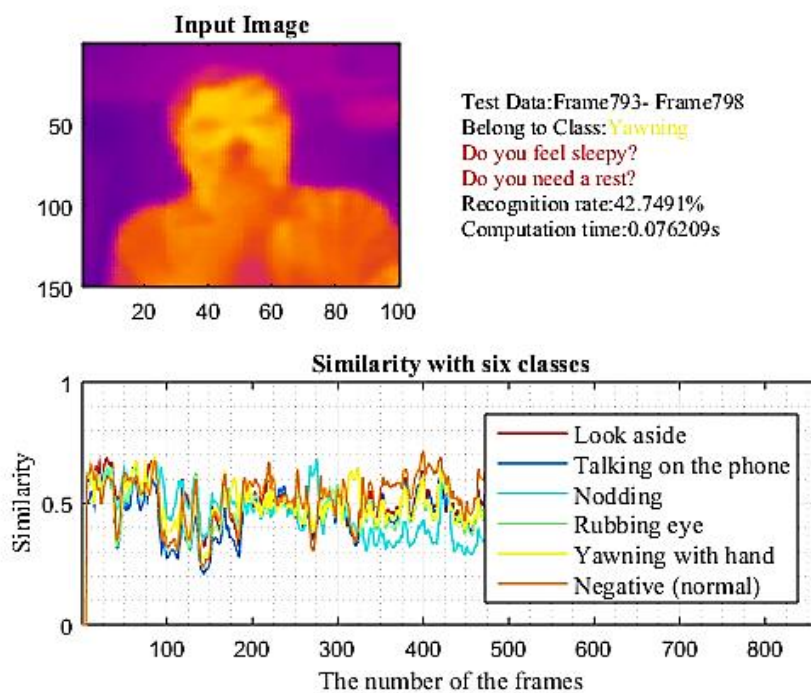 Input Image
50
100
150
20 40 60 80 100
Test Data:Frame793- Frame798
Belong to Class:Yawning
Do you feel sleepy?
Do you need a rest?
Recognition rate:42.7491%
Computation time:0.076209s
Similarity with six classes
1
0.5
0
Similarity
Look aside
Talking on the phone
Nodding
Rubbing eye
Yawning with hand
Negative (normal)
100 200 300 400 500 600 700 800
The number of the frames